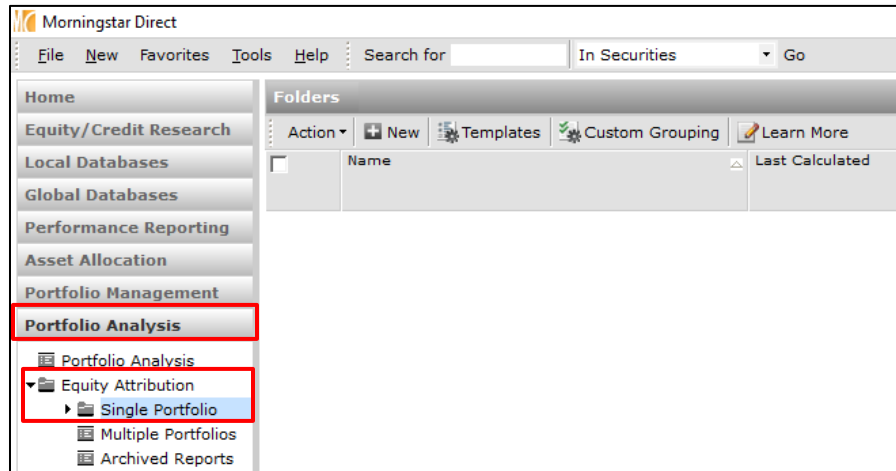 Morningstar Direct
File New Favorites Tools Help Search for In Securities Go
Home
Folders
Equity/Credit Research
Action New Templates Custom Grouping Learn More
Local Databases
Name Last Calculated
Global Databases
Performance Reporting
Asset Allocation
Portfolio Management
Portfolio Analysis
Portfolio Analysis
Equity Attribution
Single Portfolio
Multiple Portfolios
Archived Reports